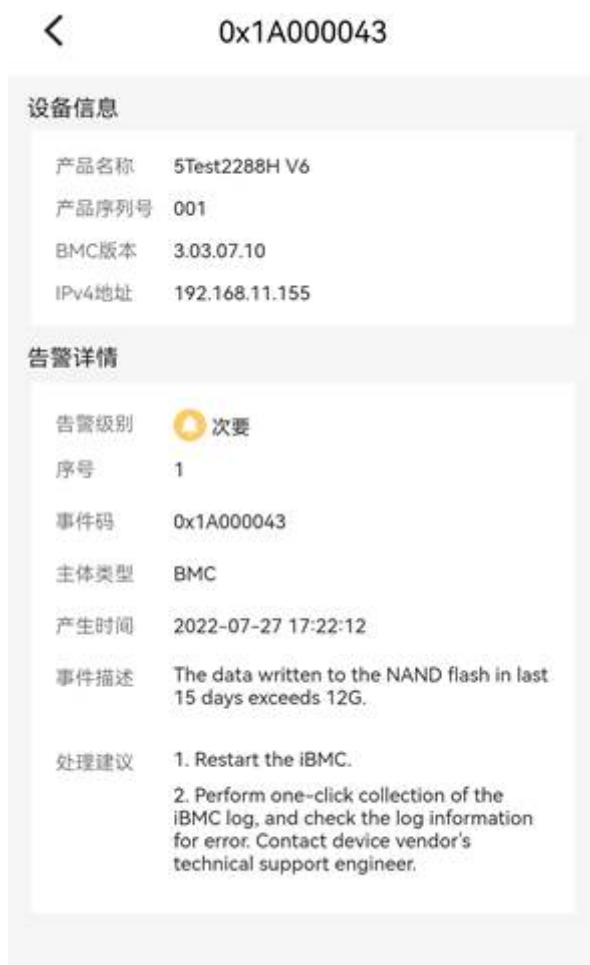 0x1A000043
设备信息
产品名称 5Test2288H V6
产品序列号 001
BMC版本 3.03.07.10
IPv4地址 192.168.11.155
告警详情
告警级别 次要
序号 1
事件码 0x1A000043
主体类型 BMC
产生时间 2022-07-27 17:22:12
事件描述 The data written to the NAND flash in last
15 days exceeds 12G.
处理建议 1. Restart the iBMC.
2. Perform one-click collection of the
iBMC log, and check the log information
for error. Contact device vendor's
technical support engineer.